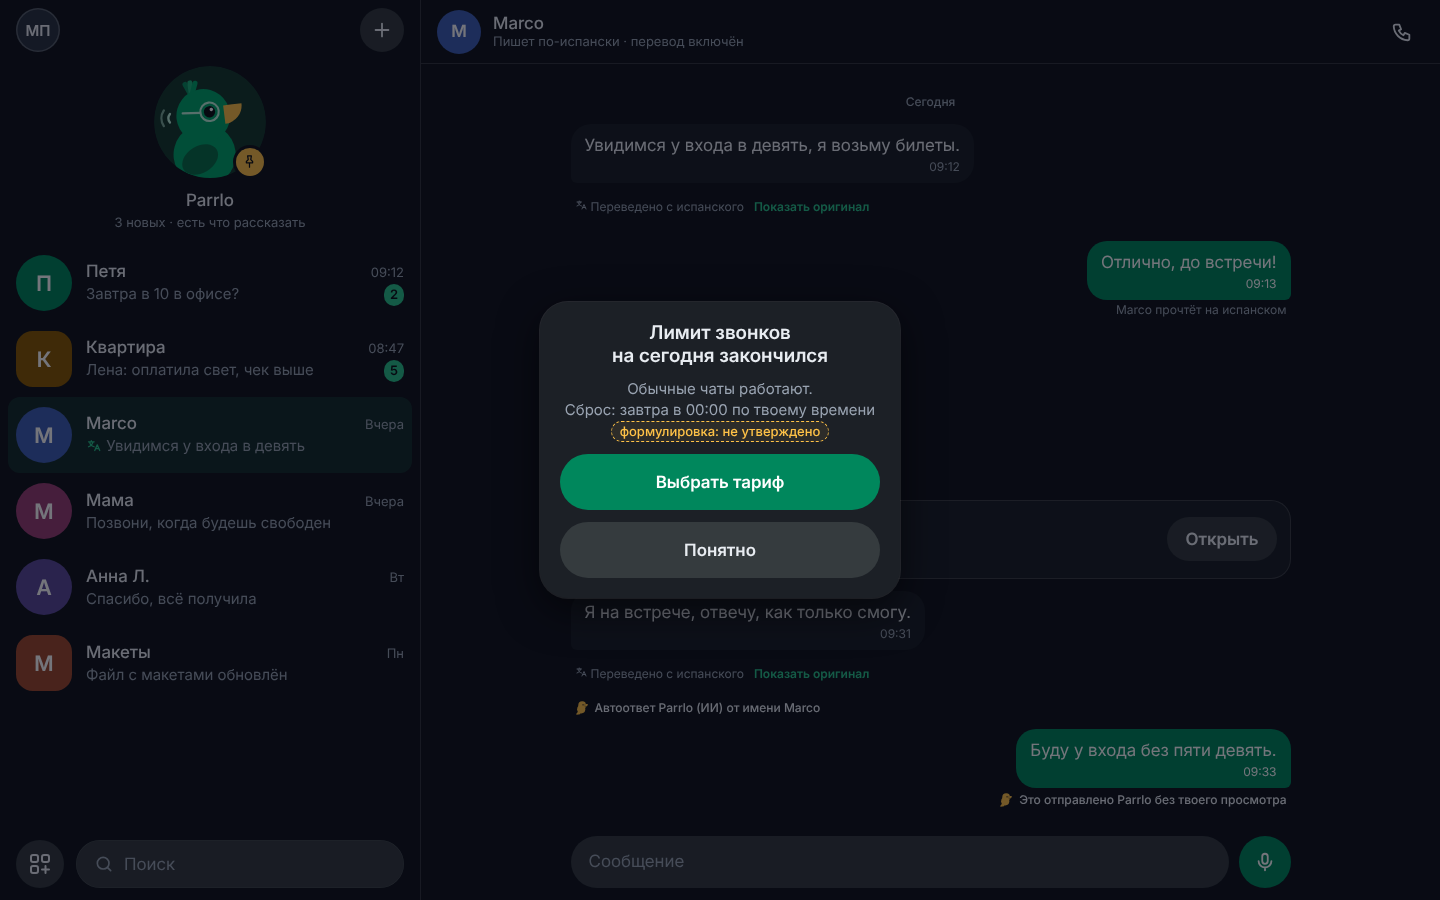 МП
Parrlo
3 новых · есть что рассказать
П
Петя
09:12
Завтра в 10 в офисе?
2
К
Квартира
08:47
Лена: оплатила свет, чек выше
5
M
Marco
Вчера
Увидимся у входа в девять
М
Мама
Вчера
Позвони, когда будешь свободен
А
Анна Л.
Вт
Спасибо, всё получила
М
Макеты
Пн
Файл с макетами обновлён
Поиск
M
Marco
Пишет по-испански · перевод включён
Сегодня
Увидимся у входа в девять, я возьму билеты.
09:12
Переведено с испанского Показать оригинал
Отлично, до встречи!
09:13
Marco прочтёт на испанском
Лимит звонков
на сегодня закончился
Обычные чаты работают.
Сброс: завтра в 00:00 по твоему времени
формулировка: не утверждено
Выбрать тариф
Понятно
Открыть
Я на встрече, отвечу, как только смогу.
09:31
Переведено с испанского Показать оригинал
Автоответ Parrlo (ИИ) от имени Marco
Буду у входа без пяти девять.
09:33
Это отправлено Parrlo без твоего просмотра
Сообщение